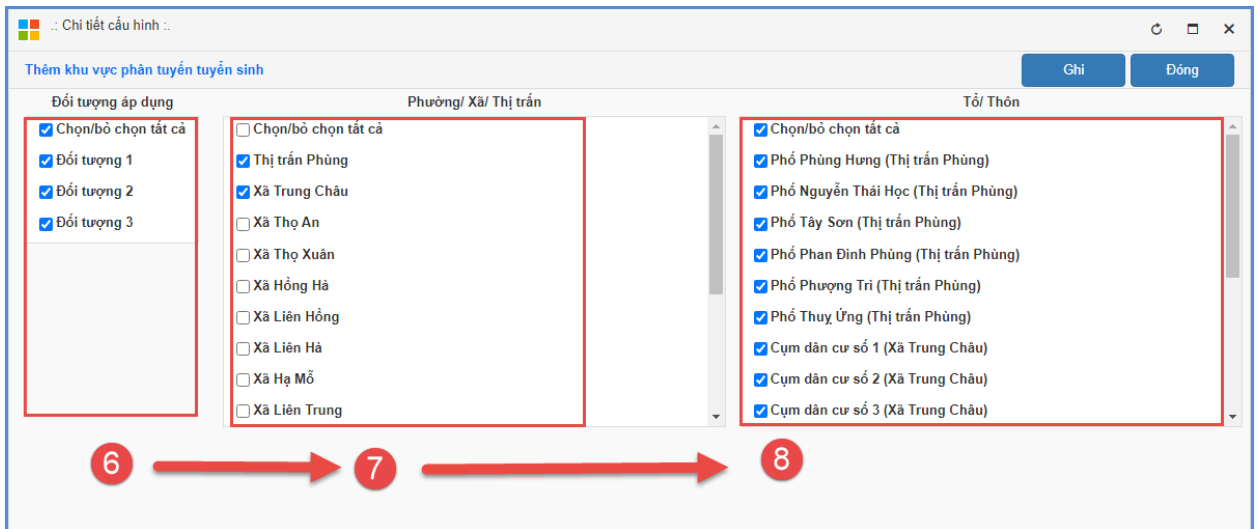 .: Chi tiết cấu hình :.
Thêm khu vực phân tuyến tuyển sinh
Ghi
Đóng
Đối tượng áp dụng
Phường/ Xã/ Thị trấn
Tổ/ Thôn
Chọn/bỏ chọn tất cả
Đối tượng 1
Đối tượng 2
Đối tượng 3
Chọn/bỏ chọn tất cả
Thị trấn Phùng
Xã Trung Châu
Xã Thọ An
Xã Thọ Xuân
Xã Hồng Hà
Xã Liên Hồng
Xã Liên Hà
Xã Hạ Mỗ
Xã Liên Trung
Chọn/bỏ chọn tất cả
Phố Phùng Hưng (Thị trấn Phùng)
Phố Nguyễn Thái Học (Thị trấn Phùng)
Phố Tây Sơn (Thị trấn Phùng)
Phố Phan Đình Phùng (Thị trấn Phùng)
Phố Phượng Trì (Thị trấn Phùng)
Phố Thuỵ Ứng (Thị trấn Phùng)
Cụm dân cư số 1 (Xã Trung Châu)
Cụm dân cư số 2 (Xã Trung Châu)
Cụm dân cư số 3 (Xã Trung Châu)
6
7
8